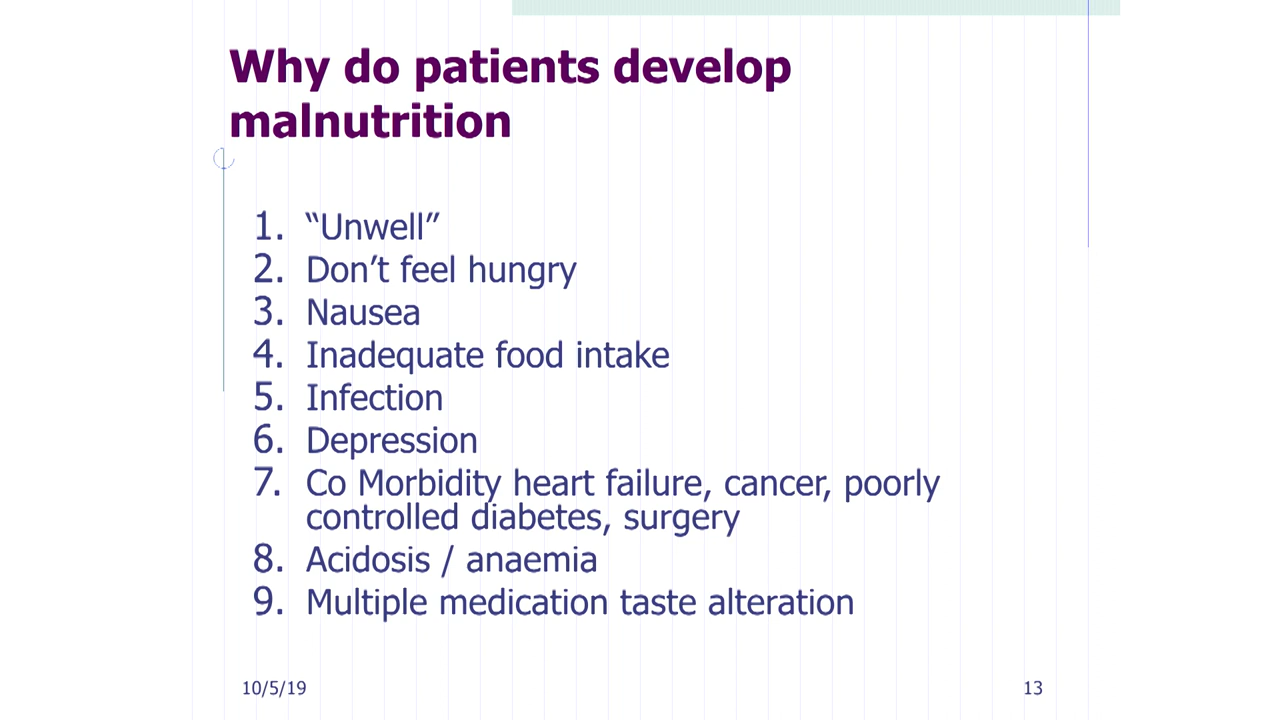 Why do patients develop
malnutrition
1. “Unwell”
2. Don’t feel hungry
3. Nausea
4. Inadequate food intake
5. Infection
6. Depression
7. Co Morbidity heart failure, cancer, poorly
controlled diabetes, surgery
8. Acidosis / anaemia
9. Multiple medication taste alteration
10/5/19
13